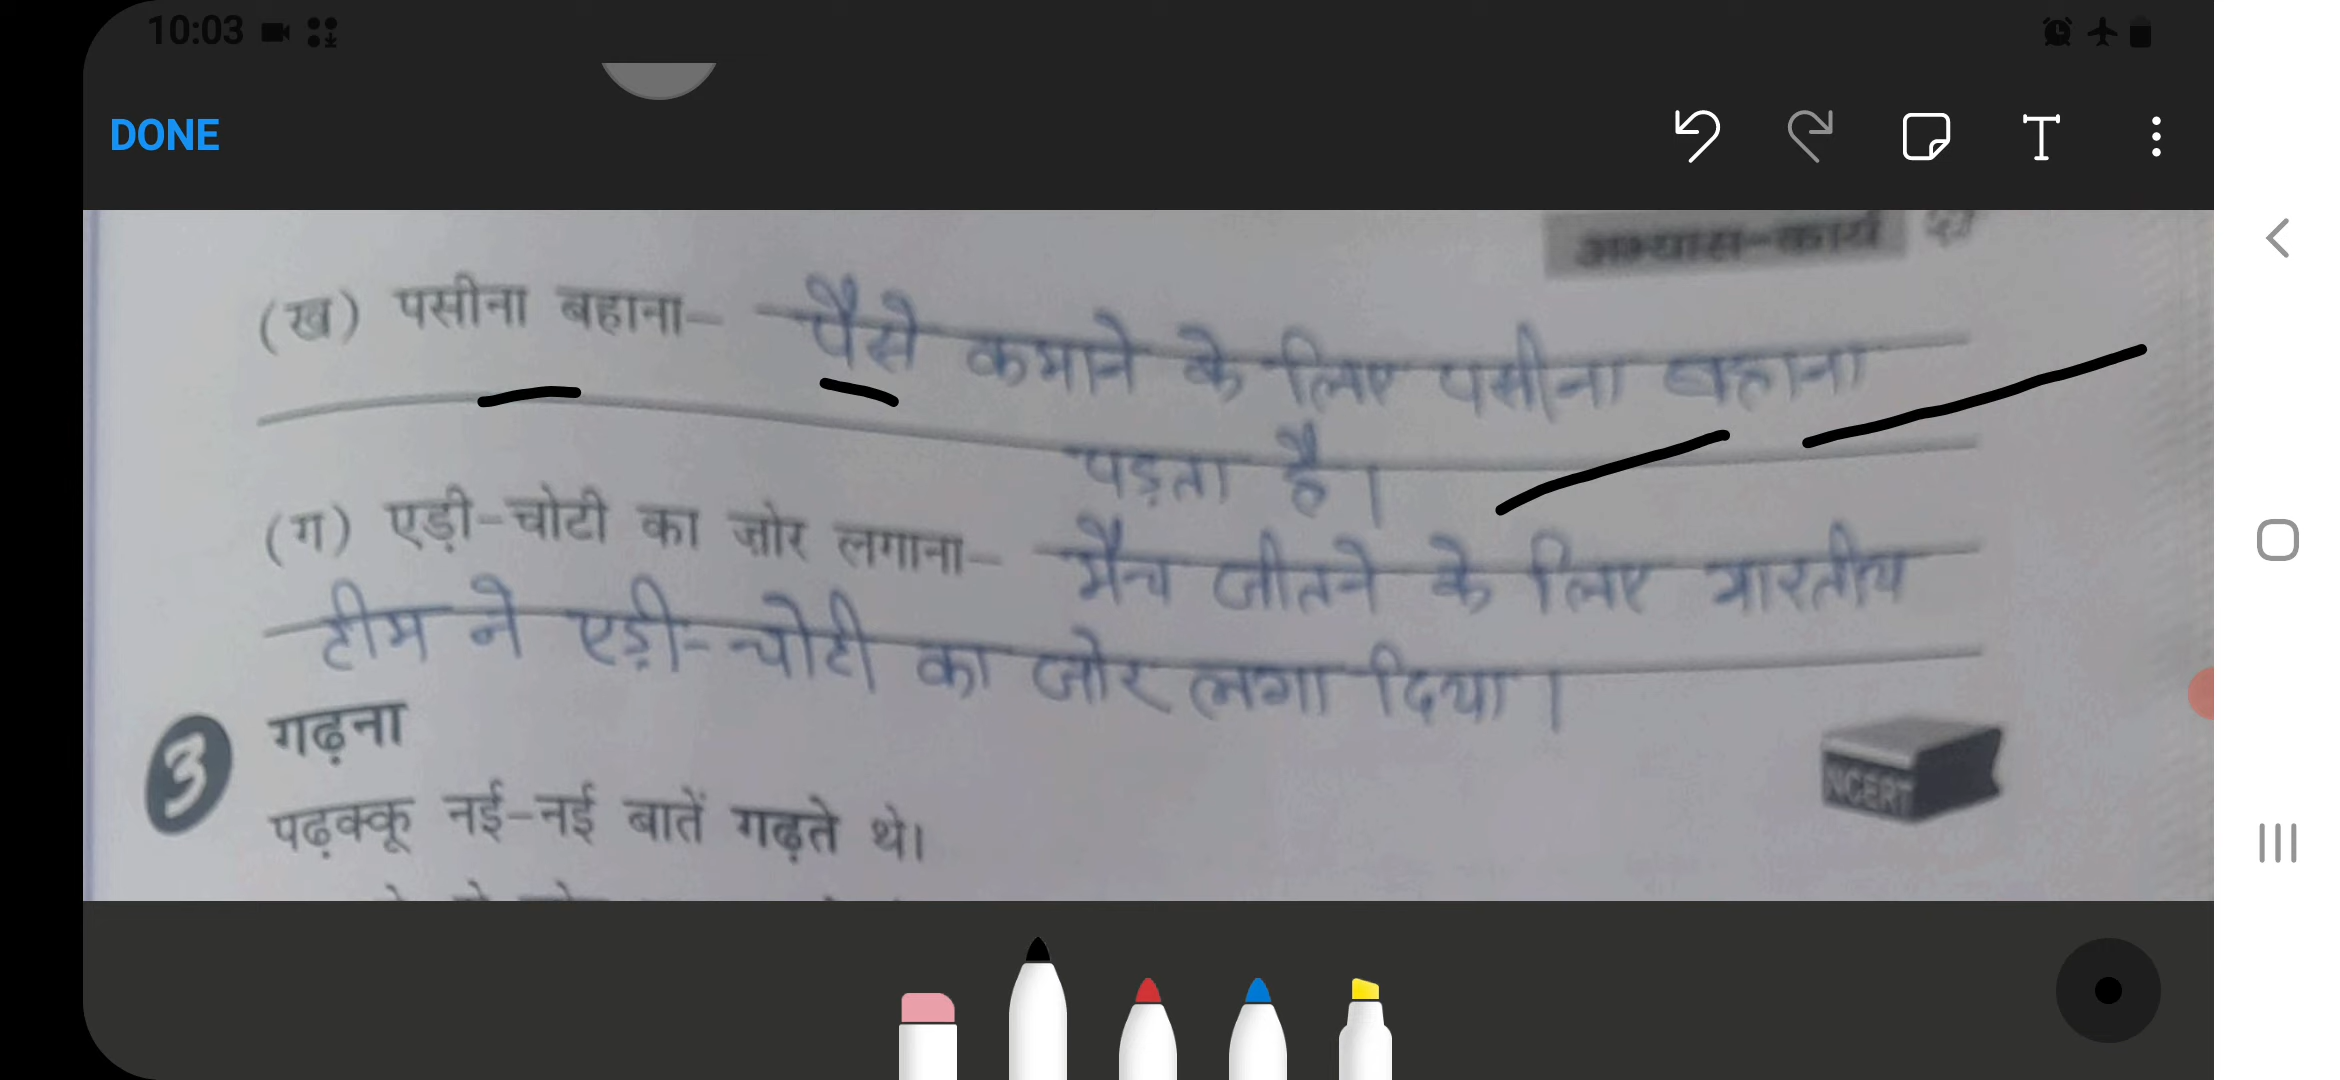 10:03
DONE
T
अभ्यास-कार्य
(ख) पसीना बहाना- पैसे कमाने के लिए पसीना बहाना
पड़ता है।
(ग) एड़ी-चोटी का ज़ोर लगाना- मैच जीतने के लिए भारतीय
टीम ने एड़ी-चोटी का जोर लगा दिया।
3 गढ़ना
NCERT
पढ़क्कू नई-नई बातें गढ़ते थे।